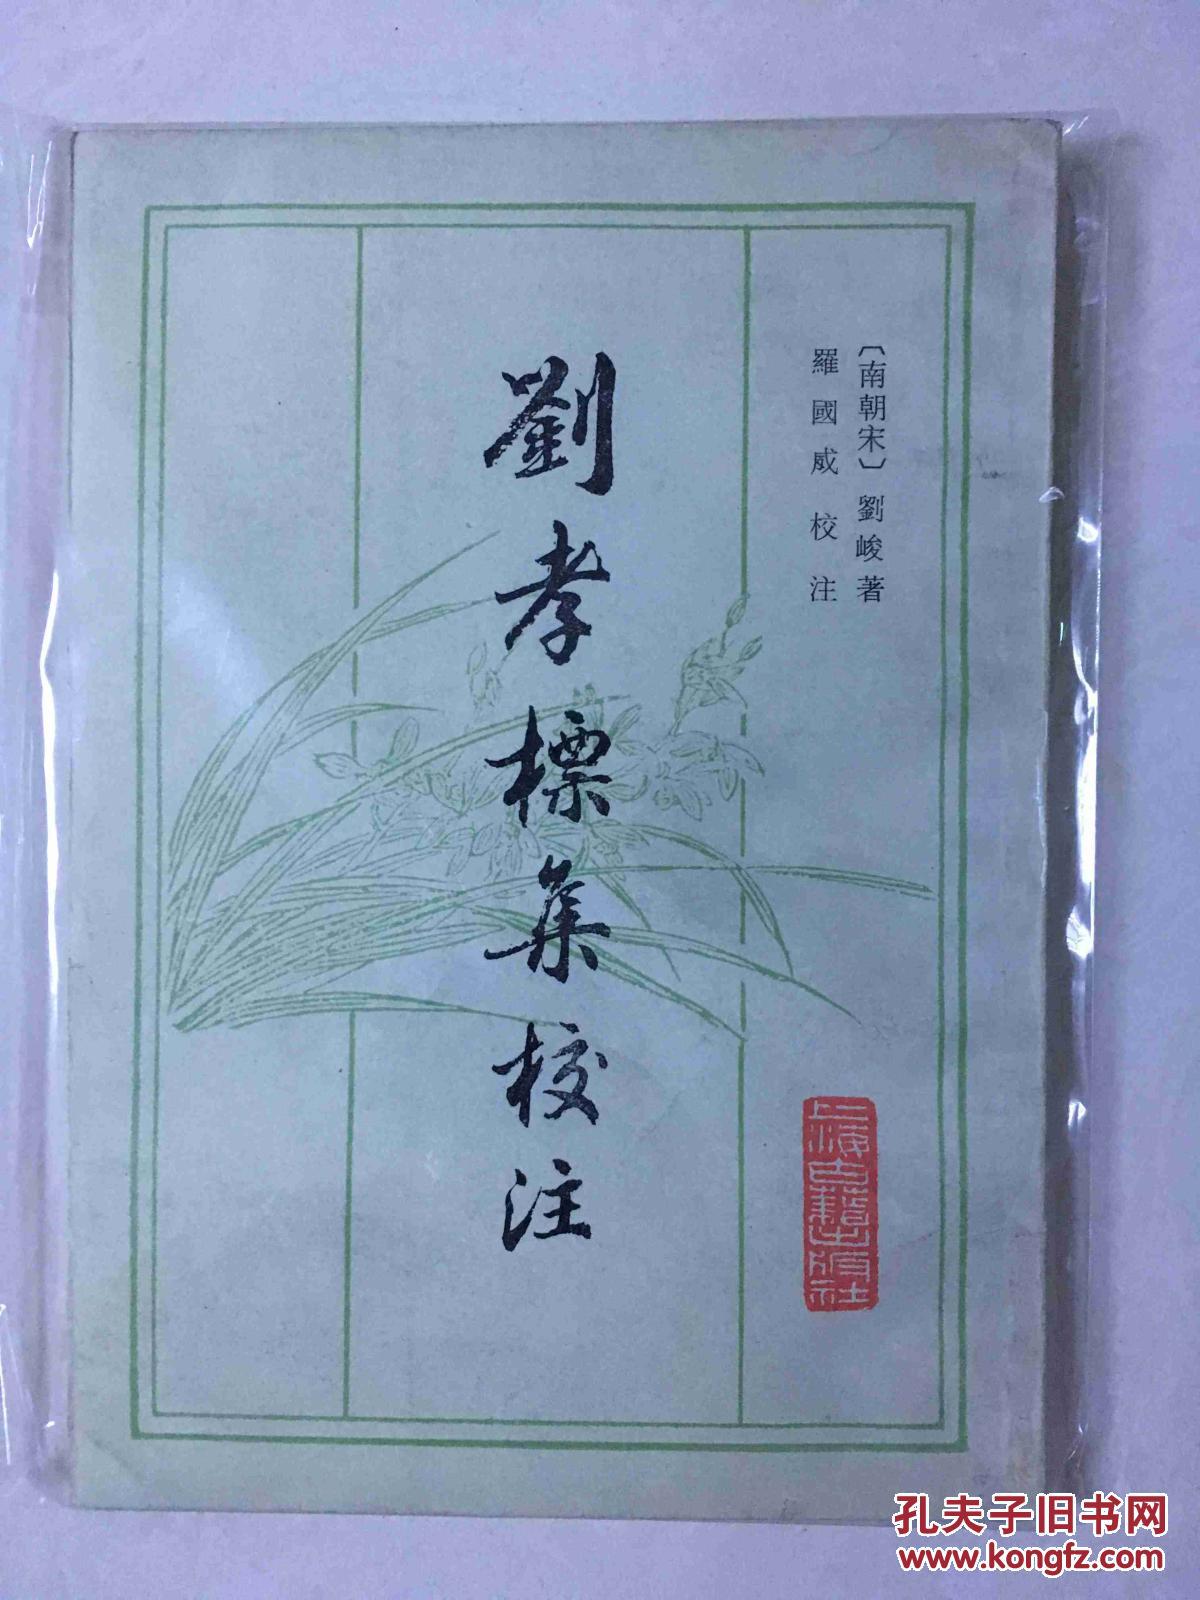 〔南朝宋〕劉峻著
羅國威校注
劉孝標集校注
上海古籍出版社
孔夫子旧书网
www.kongfz.com